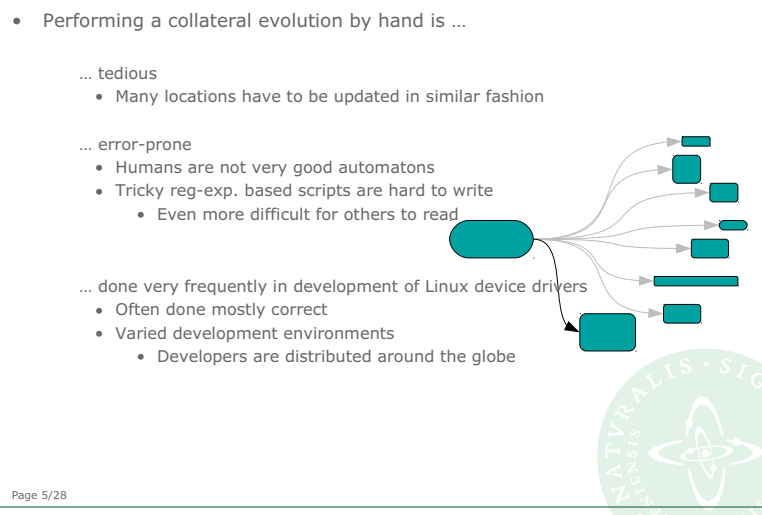 • Performing a collateral evolution by hand is …
… tedious
• Many locations have to be updated in similar fashion
… error-prone
• Humans are not very good automatons
• Tricky reg-exp. based scripts are hard to write
• Even more difficult for others to read
… done very frequently in development of Linux device drivers
• Often done mostly correct
• Varied development environments
• Developers are distributed around the globe
Page 5/28